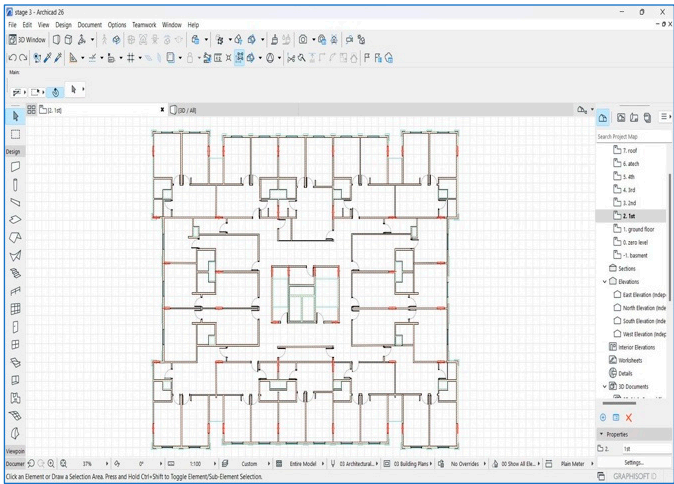 stage 3 - Archicad 26
File Edit View Design Document Options Teamwork Window Help
3D Window
Main
[2. 1st]
[3D / All]
Search Project Map
Design
7. roof
6. atech
5. 4th
4. 3rd
3. 2nd
2. 1st
1. ground floor
0. zero level
-1. basment
Sections
Elevations
East Elevation (Indep
North Elevation (Inde
South Elevation (Inde
West Elevation (Indep
Interior Elevations
Worksheets
Details
3D Documents
Properties
Viewpoin
2. 1st
Documer 37% 0° 1:100 Custom Entire Model 03 Architectural... 03 Building Plans No Overrides 00 Show All Ele... Plain Meter
Settings...
Click an Element or Draw a Selection Area. Press and Hold Ctrl+Shift to Toggle Element/Sub-Element Selection.
GRAPHISOFT ID